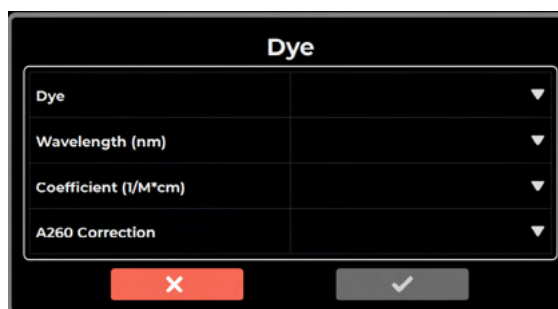 Dye
Dye
Wavelength (nm)
Coefficient (1/M*cm)
A260 Correction